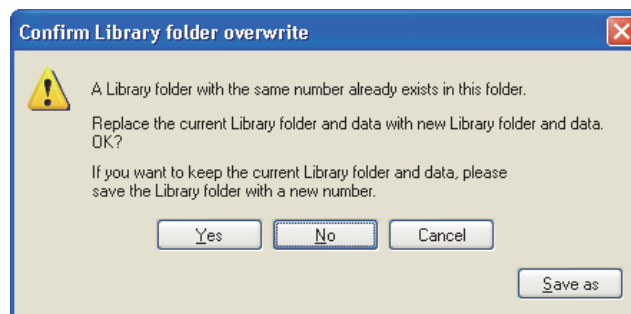 Confirm Library folder overwrite
A Library folder with the same number already exists in this folder.
Replace the current Library folder and data with new Library folder and data.
OK?
If you want to keep the current Library folder and data, please
save the Library folder with a new number.
Yes No Cancel
Save as